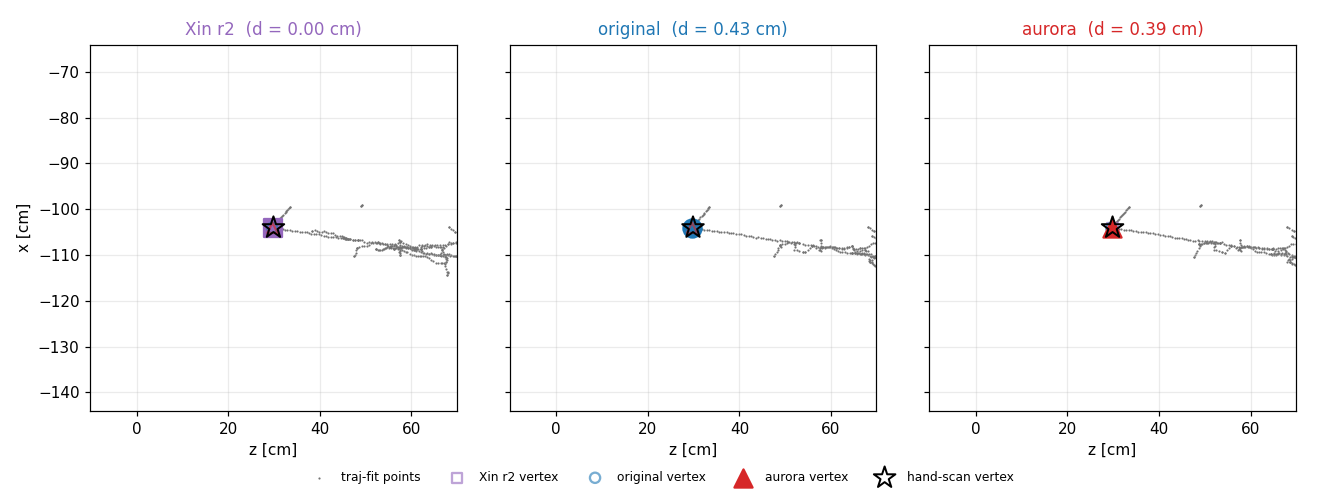 Xin r2  (d = 0.00 cm)
original  (d = 0.43 cm)
aurora  (d = 0.39 cm)
−70
−80
−90
−100
−110
−120
−130
−140
x [cm]
0 20 40 60
0 20 40 60
0 20 40 60
z [cm]
z [cm]
z [cm]
traj-fit points
Xin r2 vertex
original vertex
aurora vertex
hand-scan vertex